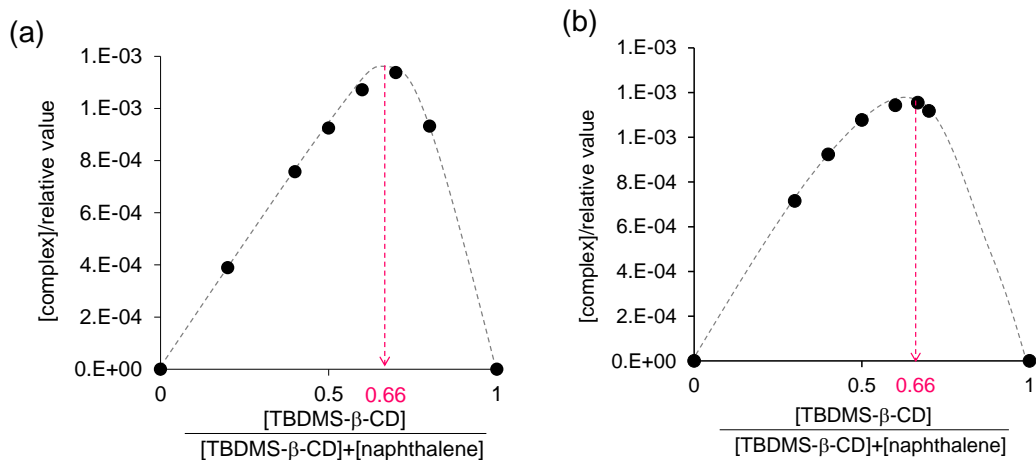 (a)
[complex]/relative value
1.E-03
1.E-03
8.E-04
6.E-04
4.E-04
2.E-04
0.E+00
0
0.5
0.66
1
[TBDMS-β-CD]
[TBDMS-β-CD]+[naphthalene]
(b)
[complex]/relative value
1.E-03
1.E-03
1.E-03
8.E-04
6.E-04
4.E-04
2.E-04
0.E+00
0
0.5
0.66
1
[TBDMS-β-CD]
[TBDMS-β-CD]+[naphthalene]